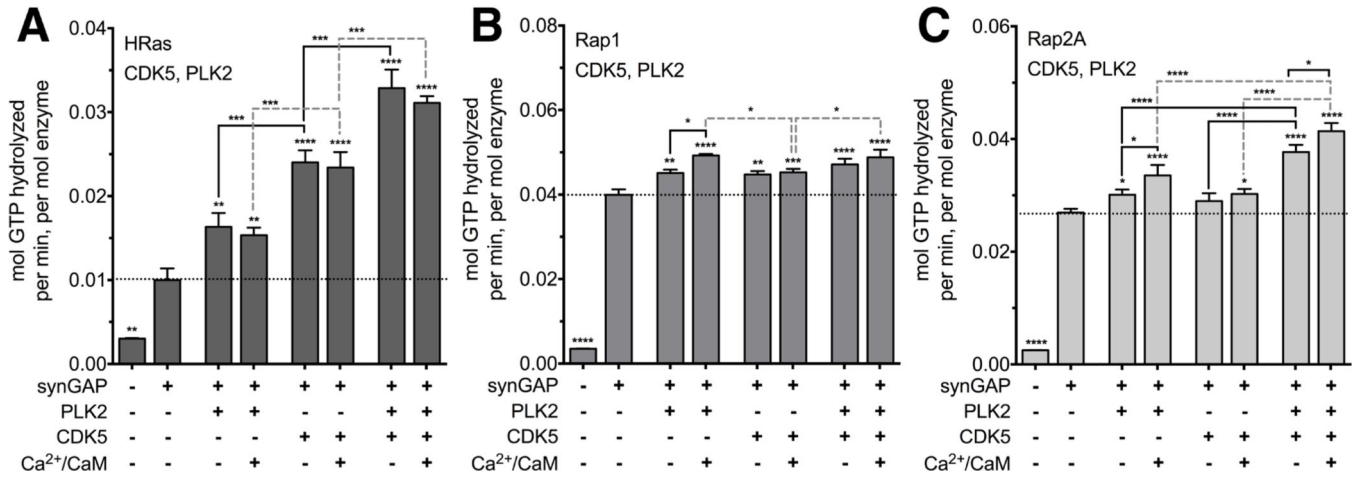 A
HRas
CDK5, PLK2
mol GTP hydrolyzed
per min, per mol enzyme
0.04
0.03
0.02
0.01
0.00
**
**
**
****
****
****
****
***
***
***
***
synGAP - + + + + + + +
PLK2 - - + + - - + +
CDK5 - - - - + + + +
Ca²⁺/CaM - - - + - + - +
B
Rap1
CDK5, PLK2
mol GTP hydrolyzed
per min, per mol enzyme
0.08
0.06
0.04
0.02
0.00
****
**
****
**
***
****
****
*
*
*
synGAP - + + + + + + +
PLK2 - - + + - - + +
CDK5 - - - - + + + +
Ca²⁺/CaM - - - + - + - +
C
Rap2A
CDK5, PLK2
mol GTP hydrolyzed
per min, per mol enzyme
0.06
0.04
0.02
0.00
****
*
****
*
****
****
*
****
****
****
****
*
synGAP - + + + + + + +
PLK2 - - + + - - + +
CDK5 - - - - + + + +
Ca²⁺/CaM - - - + - + - +